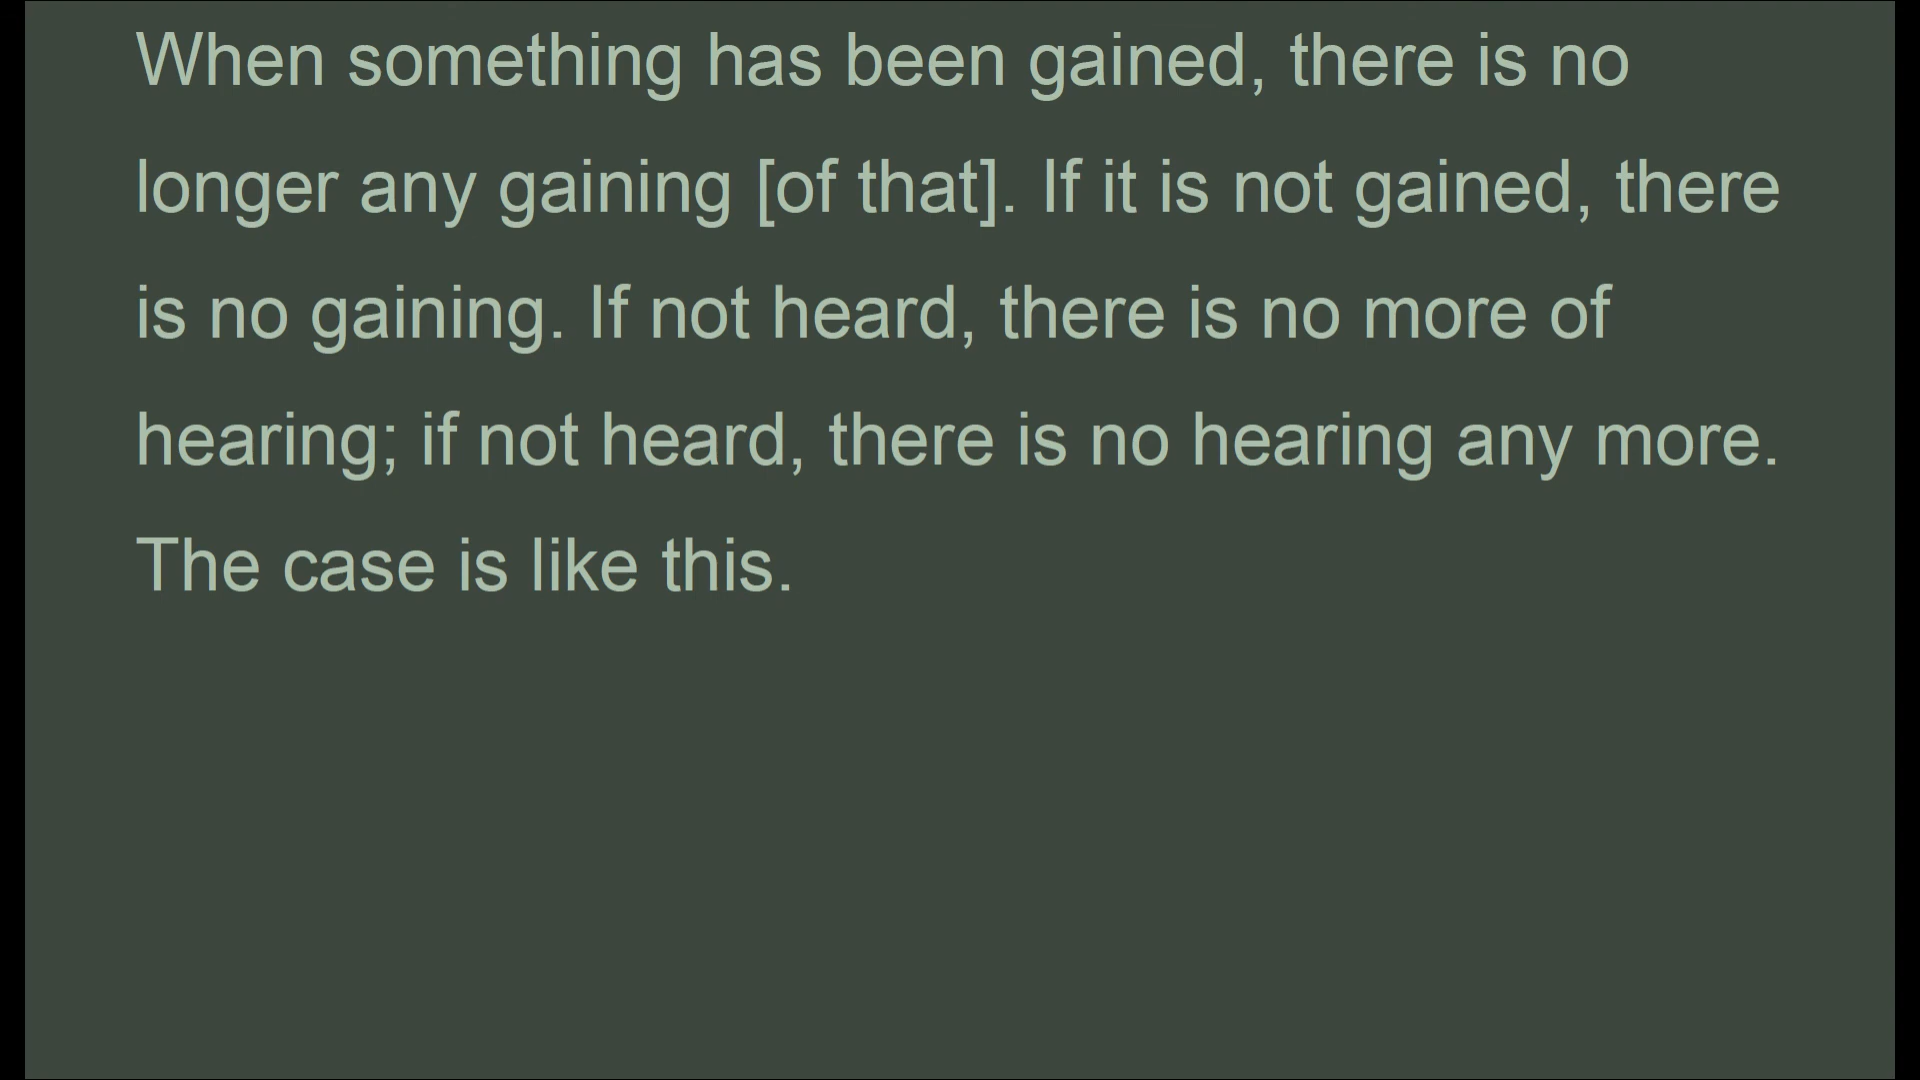 When something has been gained, there is no
longer any gaining [of that]. If it is not gained, there
is no gaining. If not heard, there is no more of
hearing; if not heard, there is no hearing any more.
The case is like this.